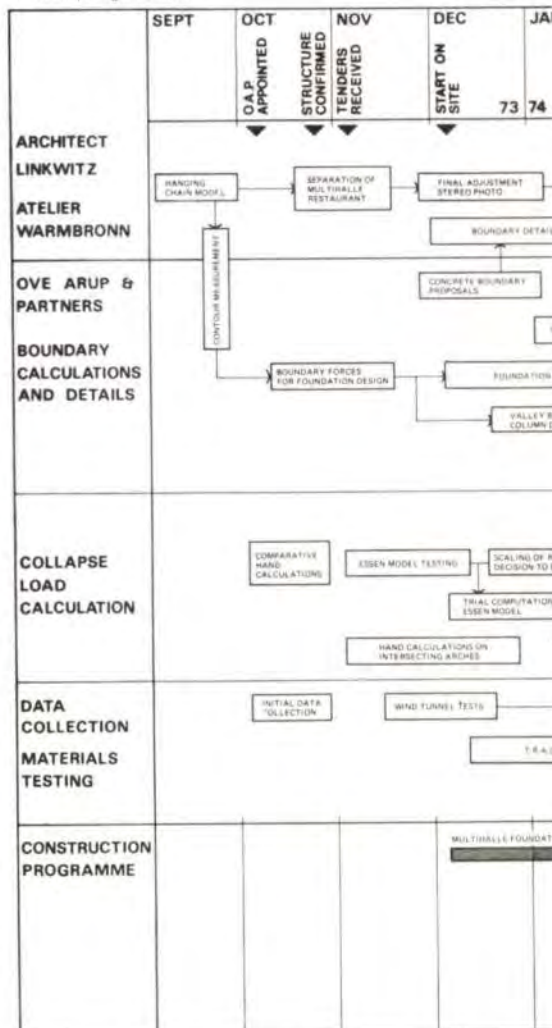 SEPT OCT NOV DEC
O.A.P.
APPOINTED
STRUCTURE
CONFIRMED
TENDERS
RECEIVED
START ON
SITE
73 74
ARCHITECT
LINKWITZ
ATELIER
WARMBRONN
HANGING
CHAIN MODEL
SEPARATION OF
MULTIHALLE
RESTAURANT
FINAL ADJUSTMENT
STEREO PHOTO
BOUNDARY
CONTOUR MEASUREMENT
OVE ARUP &
PARTNERS
BOUNDARY
CALCULATIONS
AND DETAILS
CONCRETE BOUNDARY
PROPOSALS
BOUNDARY FORCES
FOR FOUNDATION DESIGN
FOUNDATION
VALLEY
COLUMN
COLLAPSE
LOAD
CALCULATION
COMPARATIVE
HAND
CALCULATIONS
ESSEN MODEL TESTING
SCALING OF
DECISION TO
TRIAL COMPUTATION
ESSEN MODEL
HAND CALCULATIONS ON
INTERSECTING ARCHES
DATA
COLLECTION
MATERIALS
TESTING
INITIAL DATA
COLLECTION
WIND TUNNEL TESTS
CONSTRUCTION
PROGRAMME
MULTIHALLE